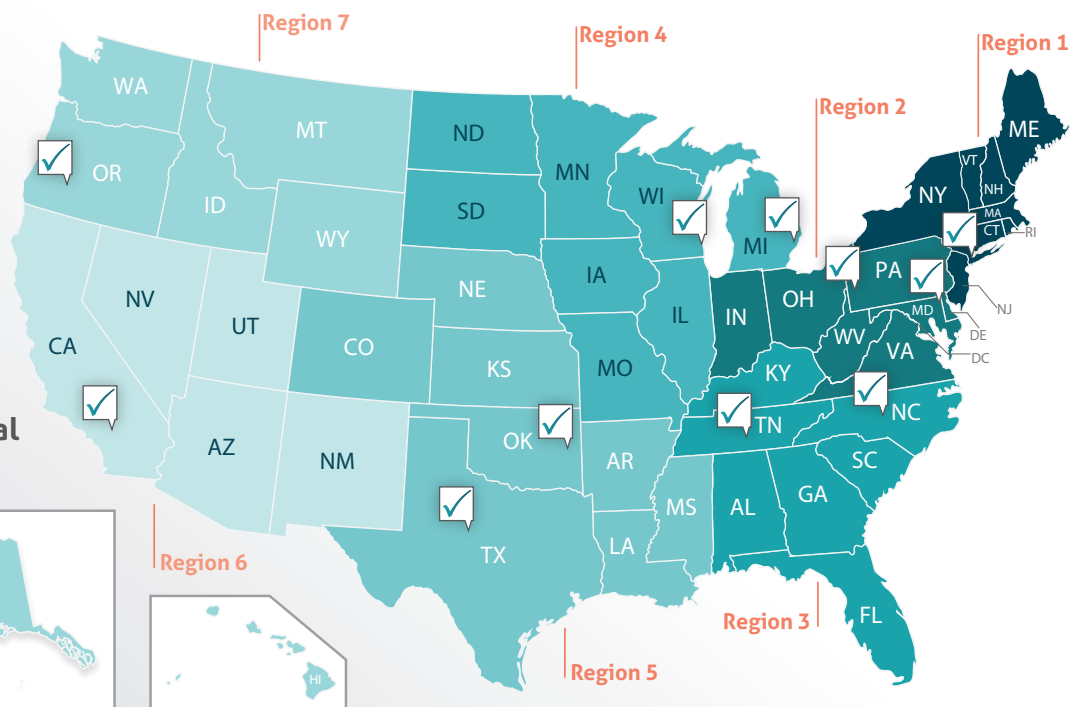 Region 7
Region 4
Region 1
Region 2
WA
MT
ND
MN
ME
OR
ID
SD
WI
MI
VT
NH
NY
MA
CT
RI
WY
NE
IA
IL
IN
OH
PA
NJ
MD
DE
DC
NV
UT
CO
CA
KS
MO
WV
VA
KY
al
AZ
NM
OK
AR
TN
NC
SC
TX
LA
MS
AL
GA
FL
Region 6
Region 3
Region 5
HI